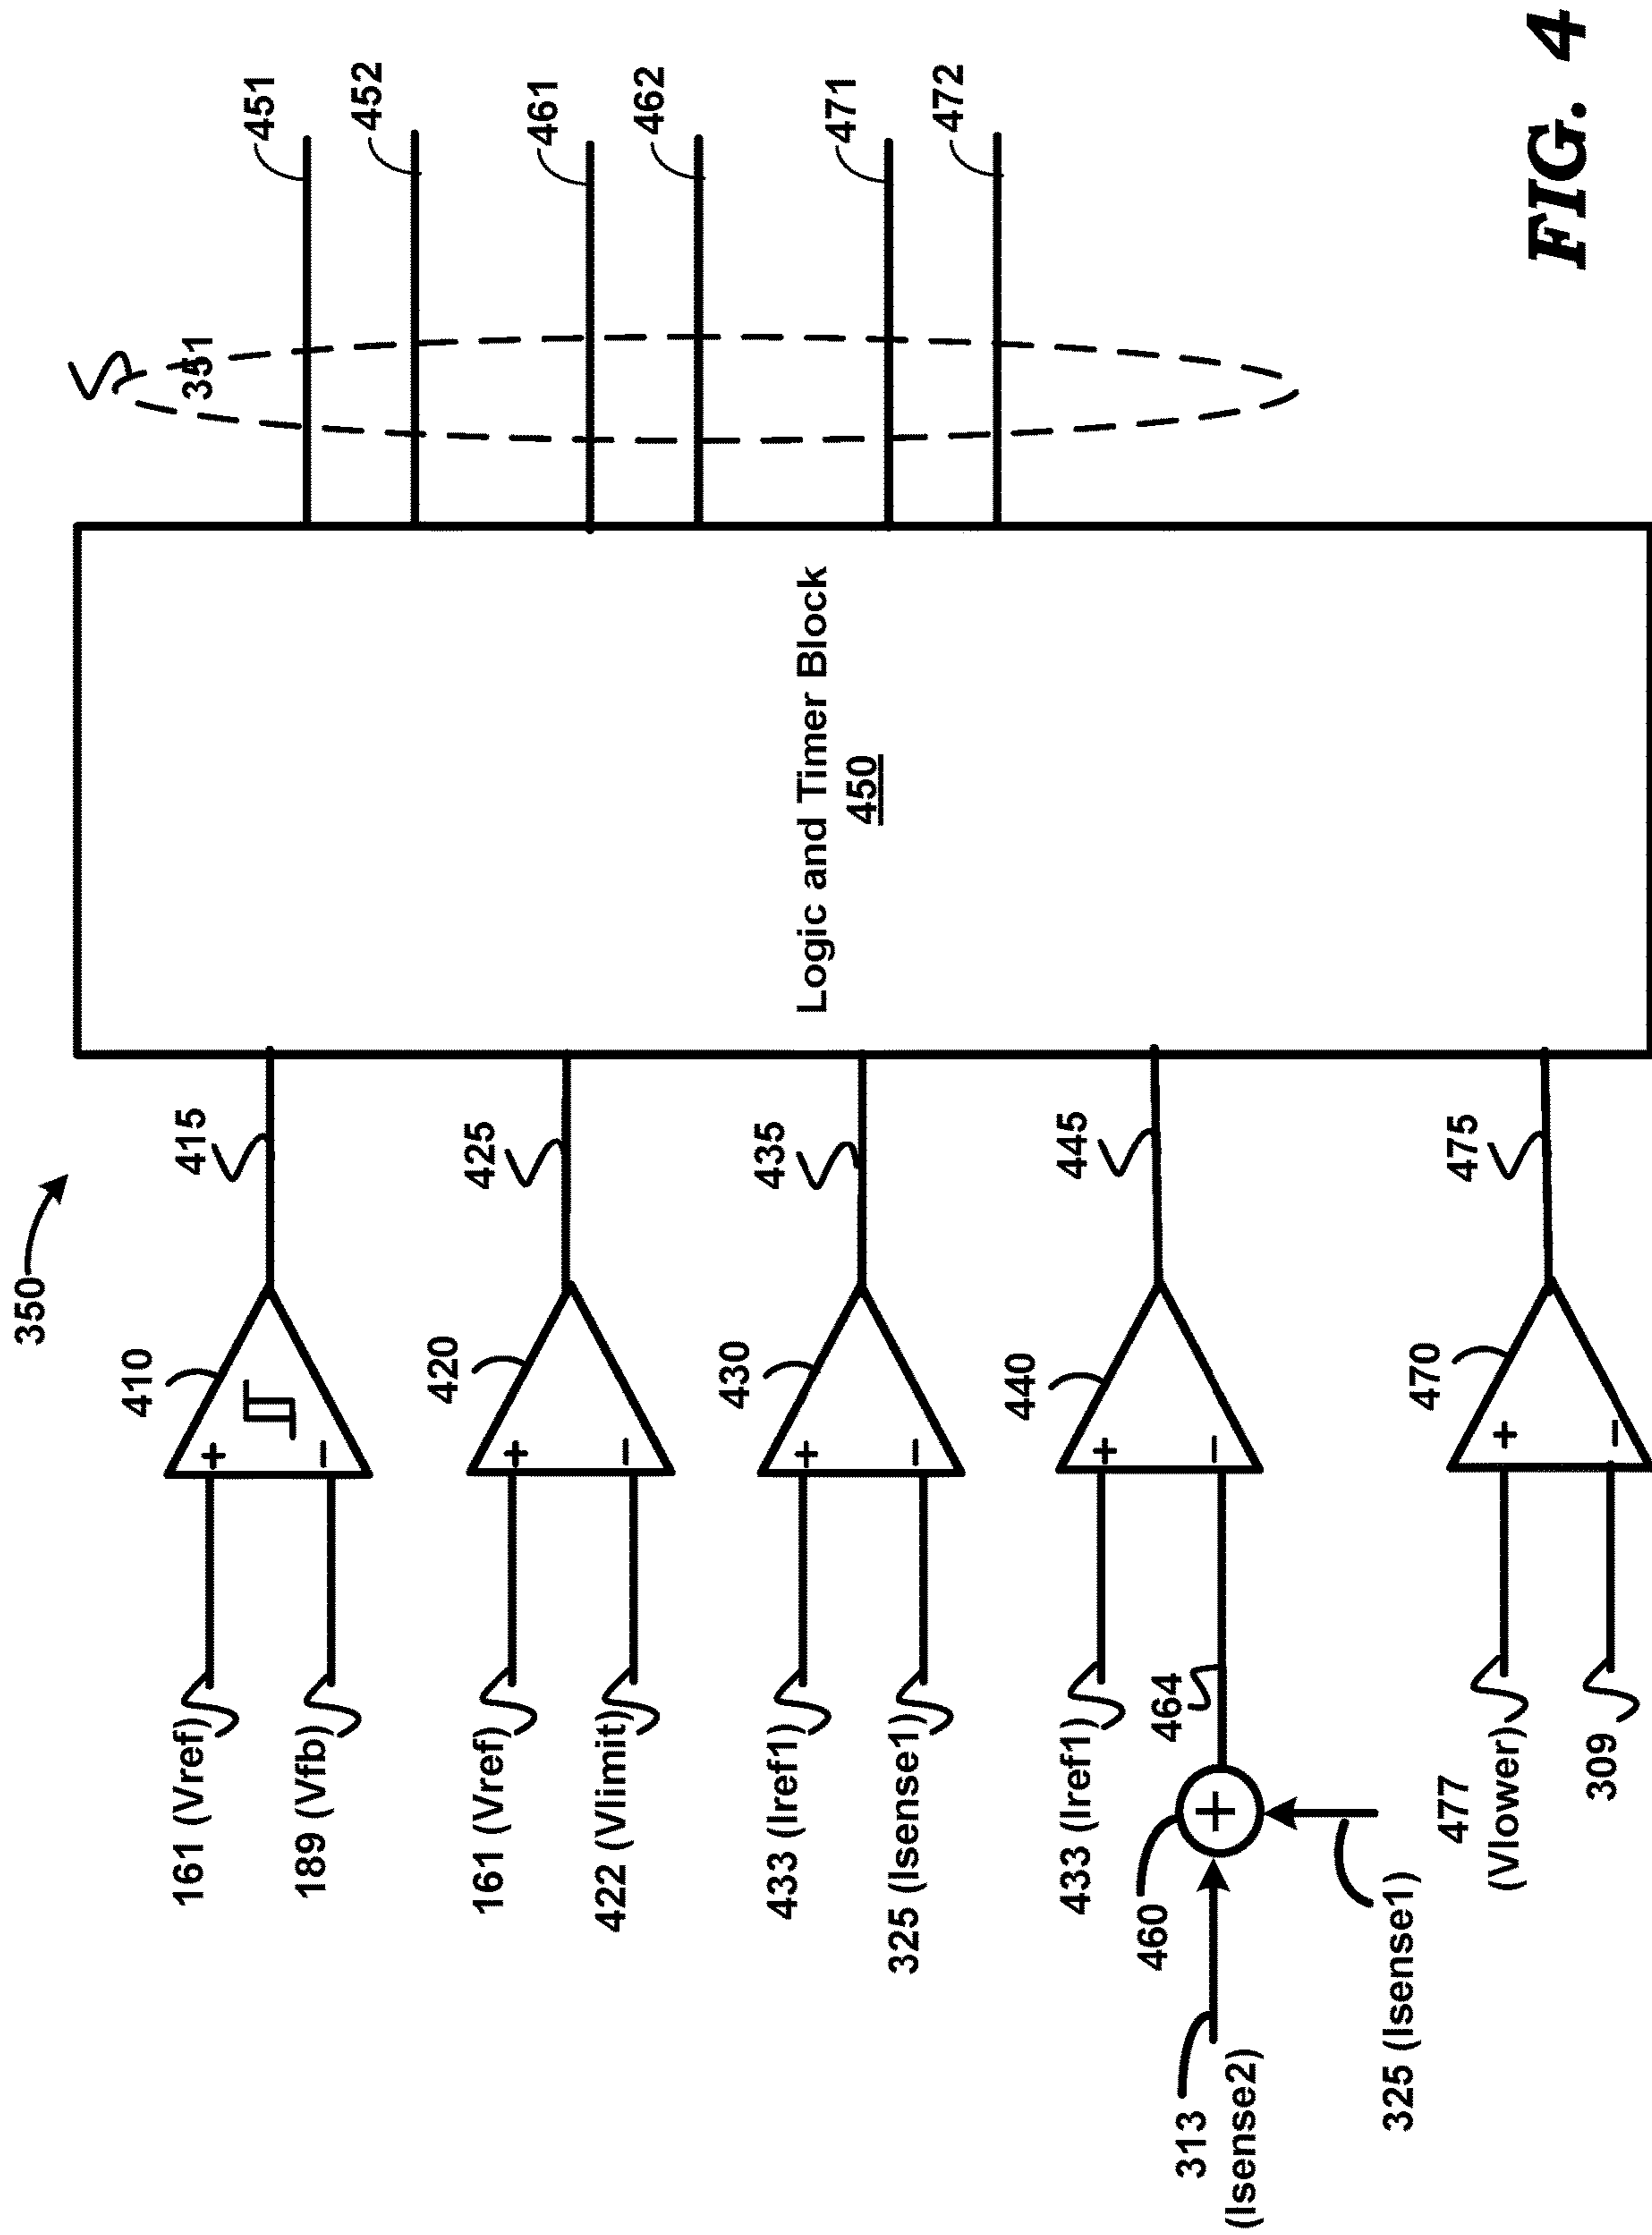 350
410
415
161 (Vref)
+
189 (Vfb)
−
420
425
161 (Vref)
+
422 (Vlimit)
−
430
435
433 (Iref1)
+
325 (Isense1)
−
440
445
433 (Iref1)
+
464
−
460
+
313
(Isense2)
325 (Isense1)
470
475
477
(Vlower)
+
309
−
Logic and Timer Block
450
351
451
452
461
462
471
472
FIG. 4